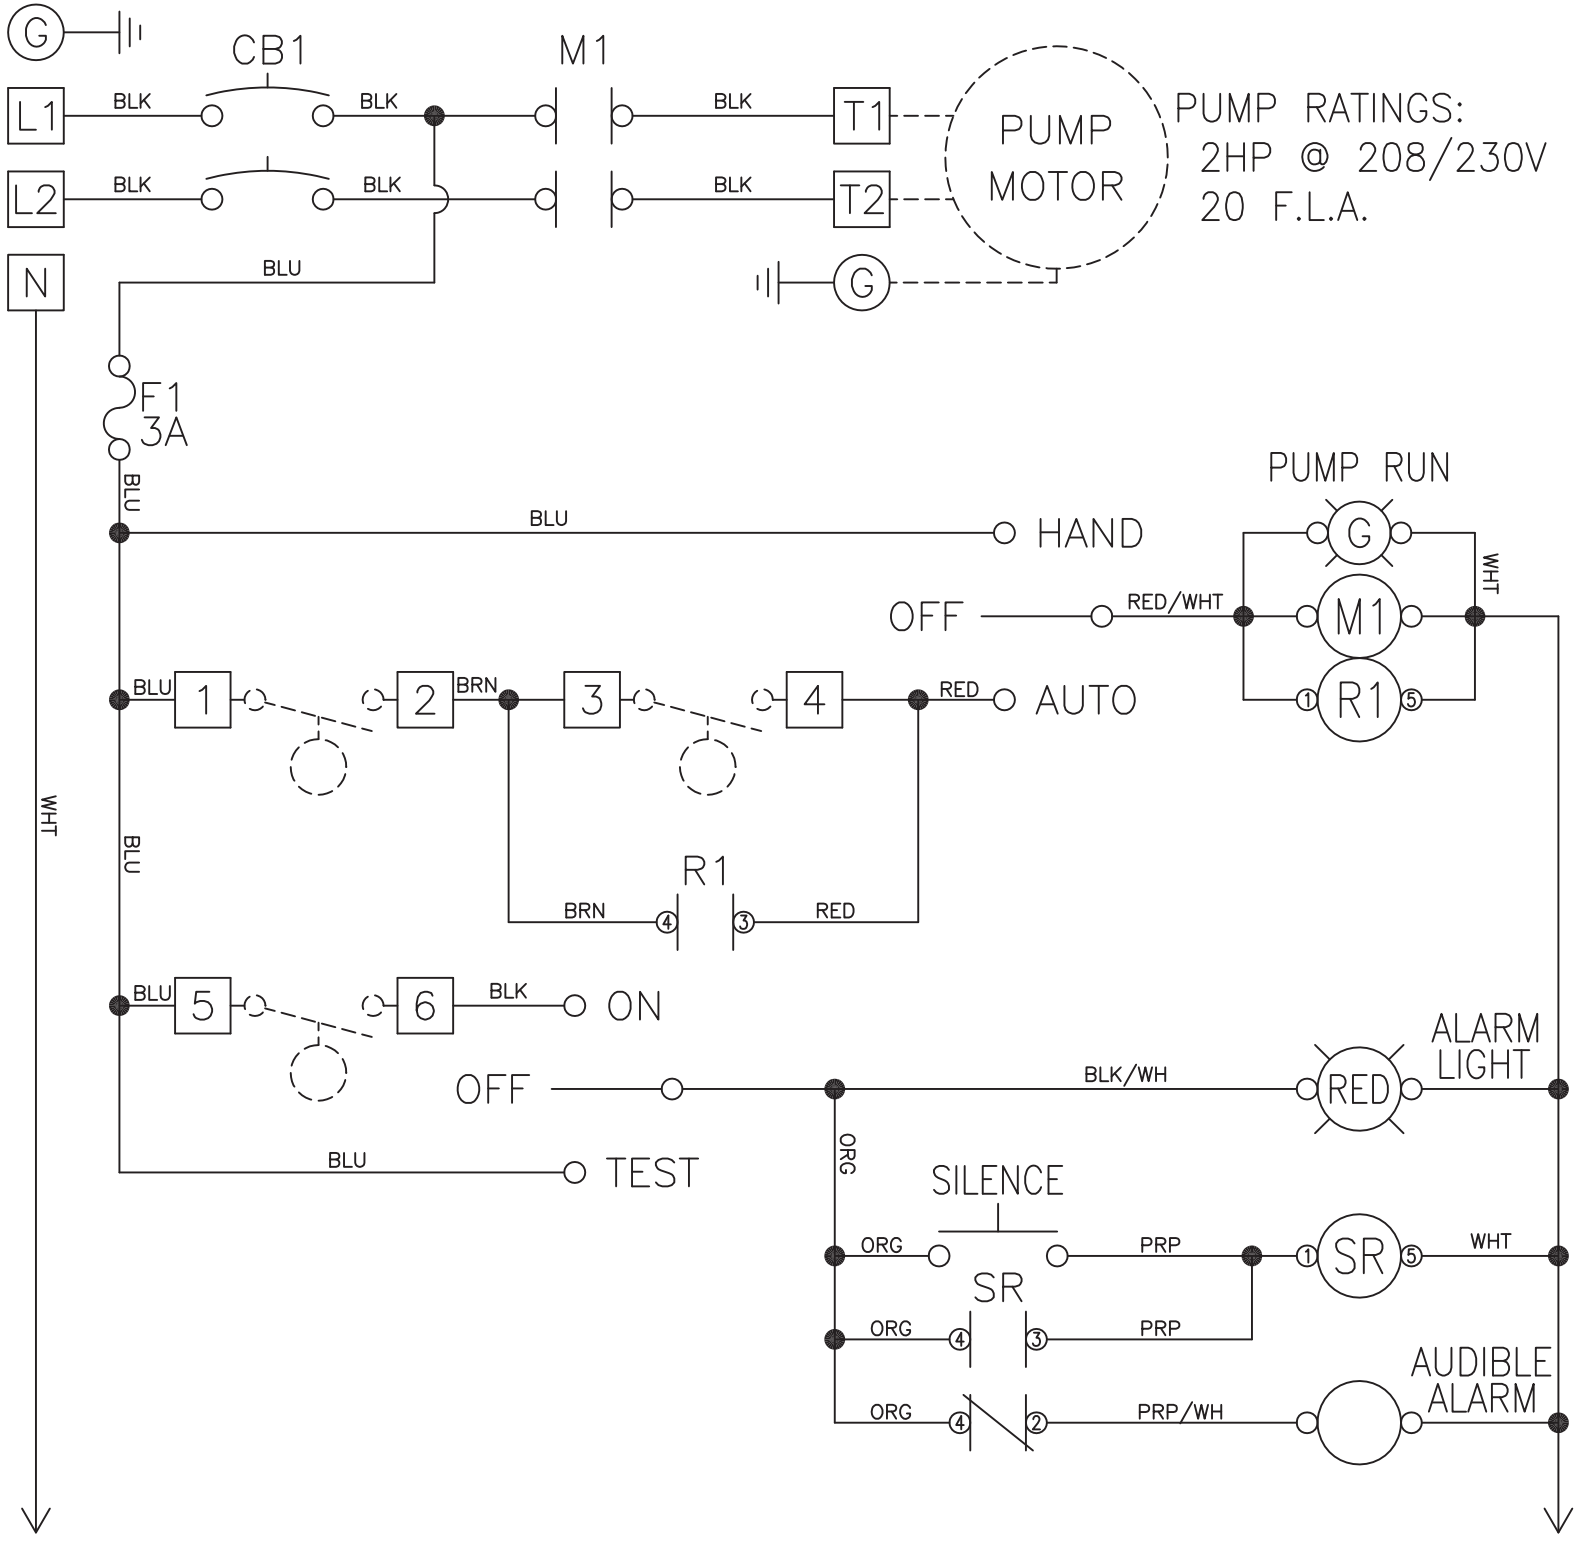 G
CB1
M1
L1 BLK BLK BLK T1
PUMP MOTOR
PUMP RATINGS:
2HP @ 208/230V
20 F.L.A.
L2 BLK BLK BLK T2
N BLU G
F1
3A
BLU
PUMP RUN
BLU HAND G
WHT
OFF RED/WHT M1
BLU 1 2 BRN 3 4 RED AUTO 1 R1 5
WHT
BLU
R1
BRN 4 3 RED
BLU 5 6 BLK ON
ALARM
LIGHT
OFF BLK/WH RED
ORG
BLU TEST
SILENCE
ORG PRP 1 SR 5 WHT
SR
ORG 4 3 PRP
AUDIBLE
ALARM
ORG 4 2 PRP/WH